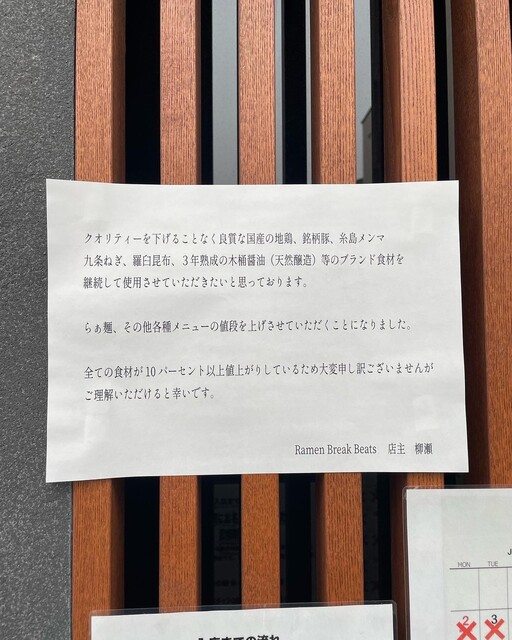 クオリティーを下げることなく良質な国産の地鶏、銘柄豚、糸島メンマ
九条ねぎ、羅臼昆布、３年熟成の木桶醤油（天然醸造）等のブランド食材を
継続して使用させていただきたいと思っております。
らぁ麺、その他各種メニューの値段を上げさせていただくことになりました。
全ての食材が 10 パーセント以上値上がりしているため大変申し訳ございませんが
ご理解いただけると幸いです。
Ramen Break Beats　店主　柳瀬
J
MON TUE
2 3